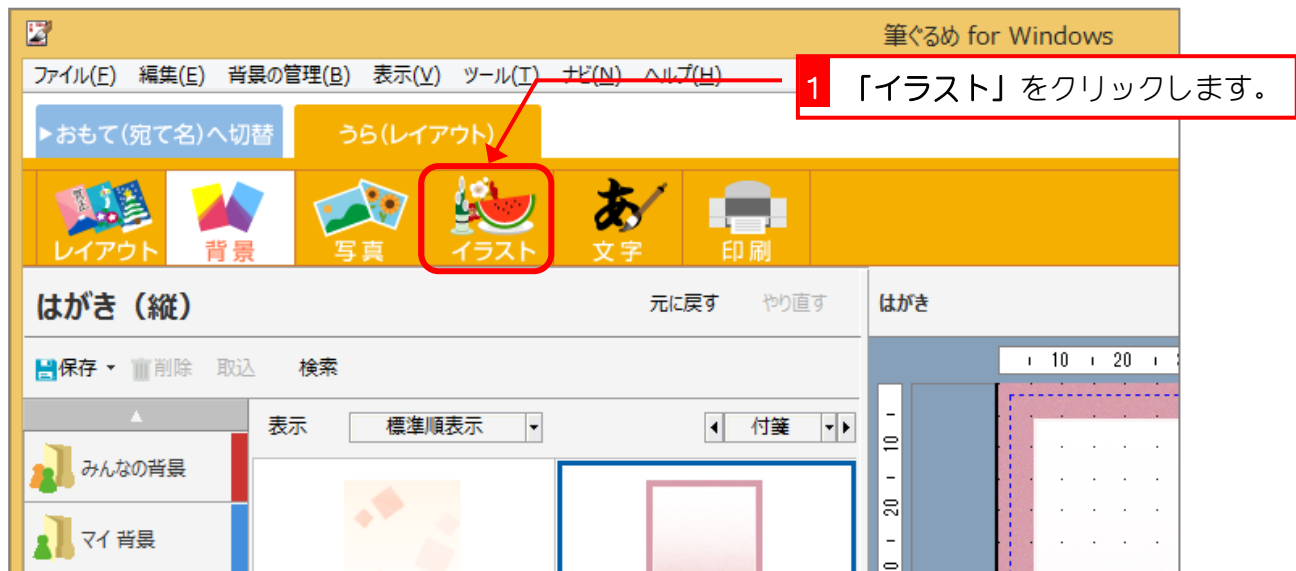 筆ぐるめ for Windows
ファイル(F) 編集(E) 背景の管理(B) 表示(V) ツール(T) ナビ(N) ヘルプ(H)
1 「イラスト」をクリックします。
▶おもて(宛て名)へ切替 うら(レイアウト)
あ
レイアウト 背景 写真 イラスト 文字 印刷
はがき（縦） 元に戻す やり直す はがき
保存 削除 取込 検索
10 20
表示 標準順表示 付箋
みんなの背景
マイ 背景
10
20